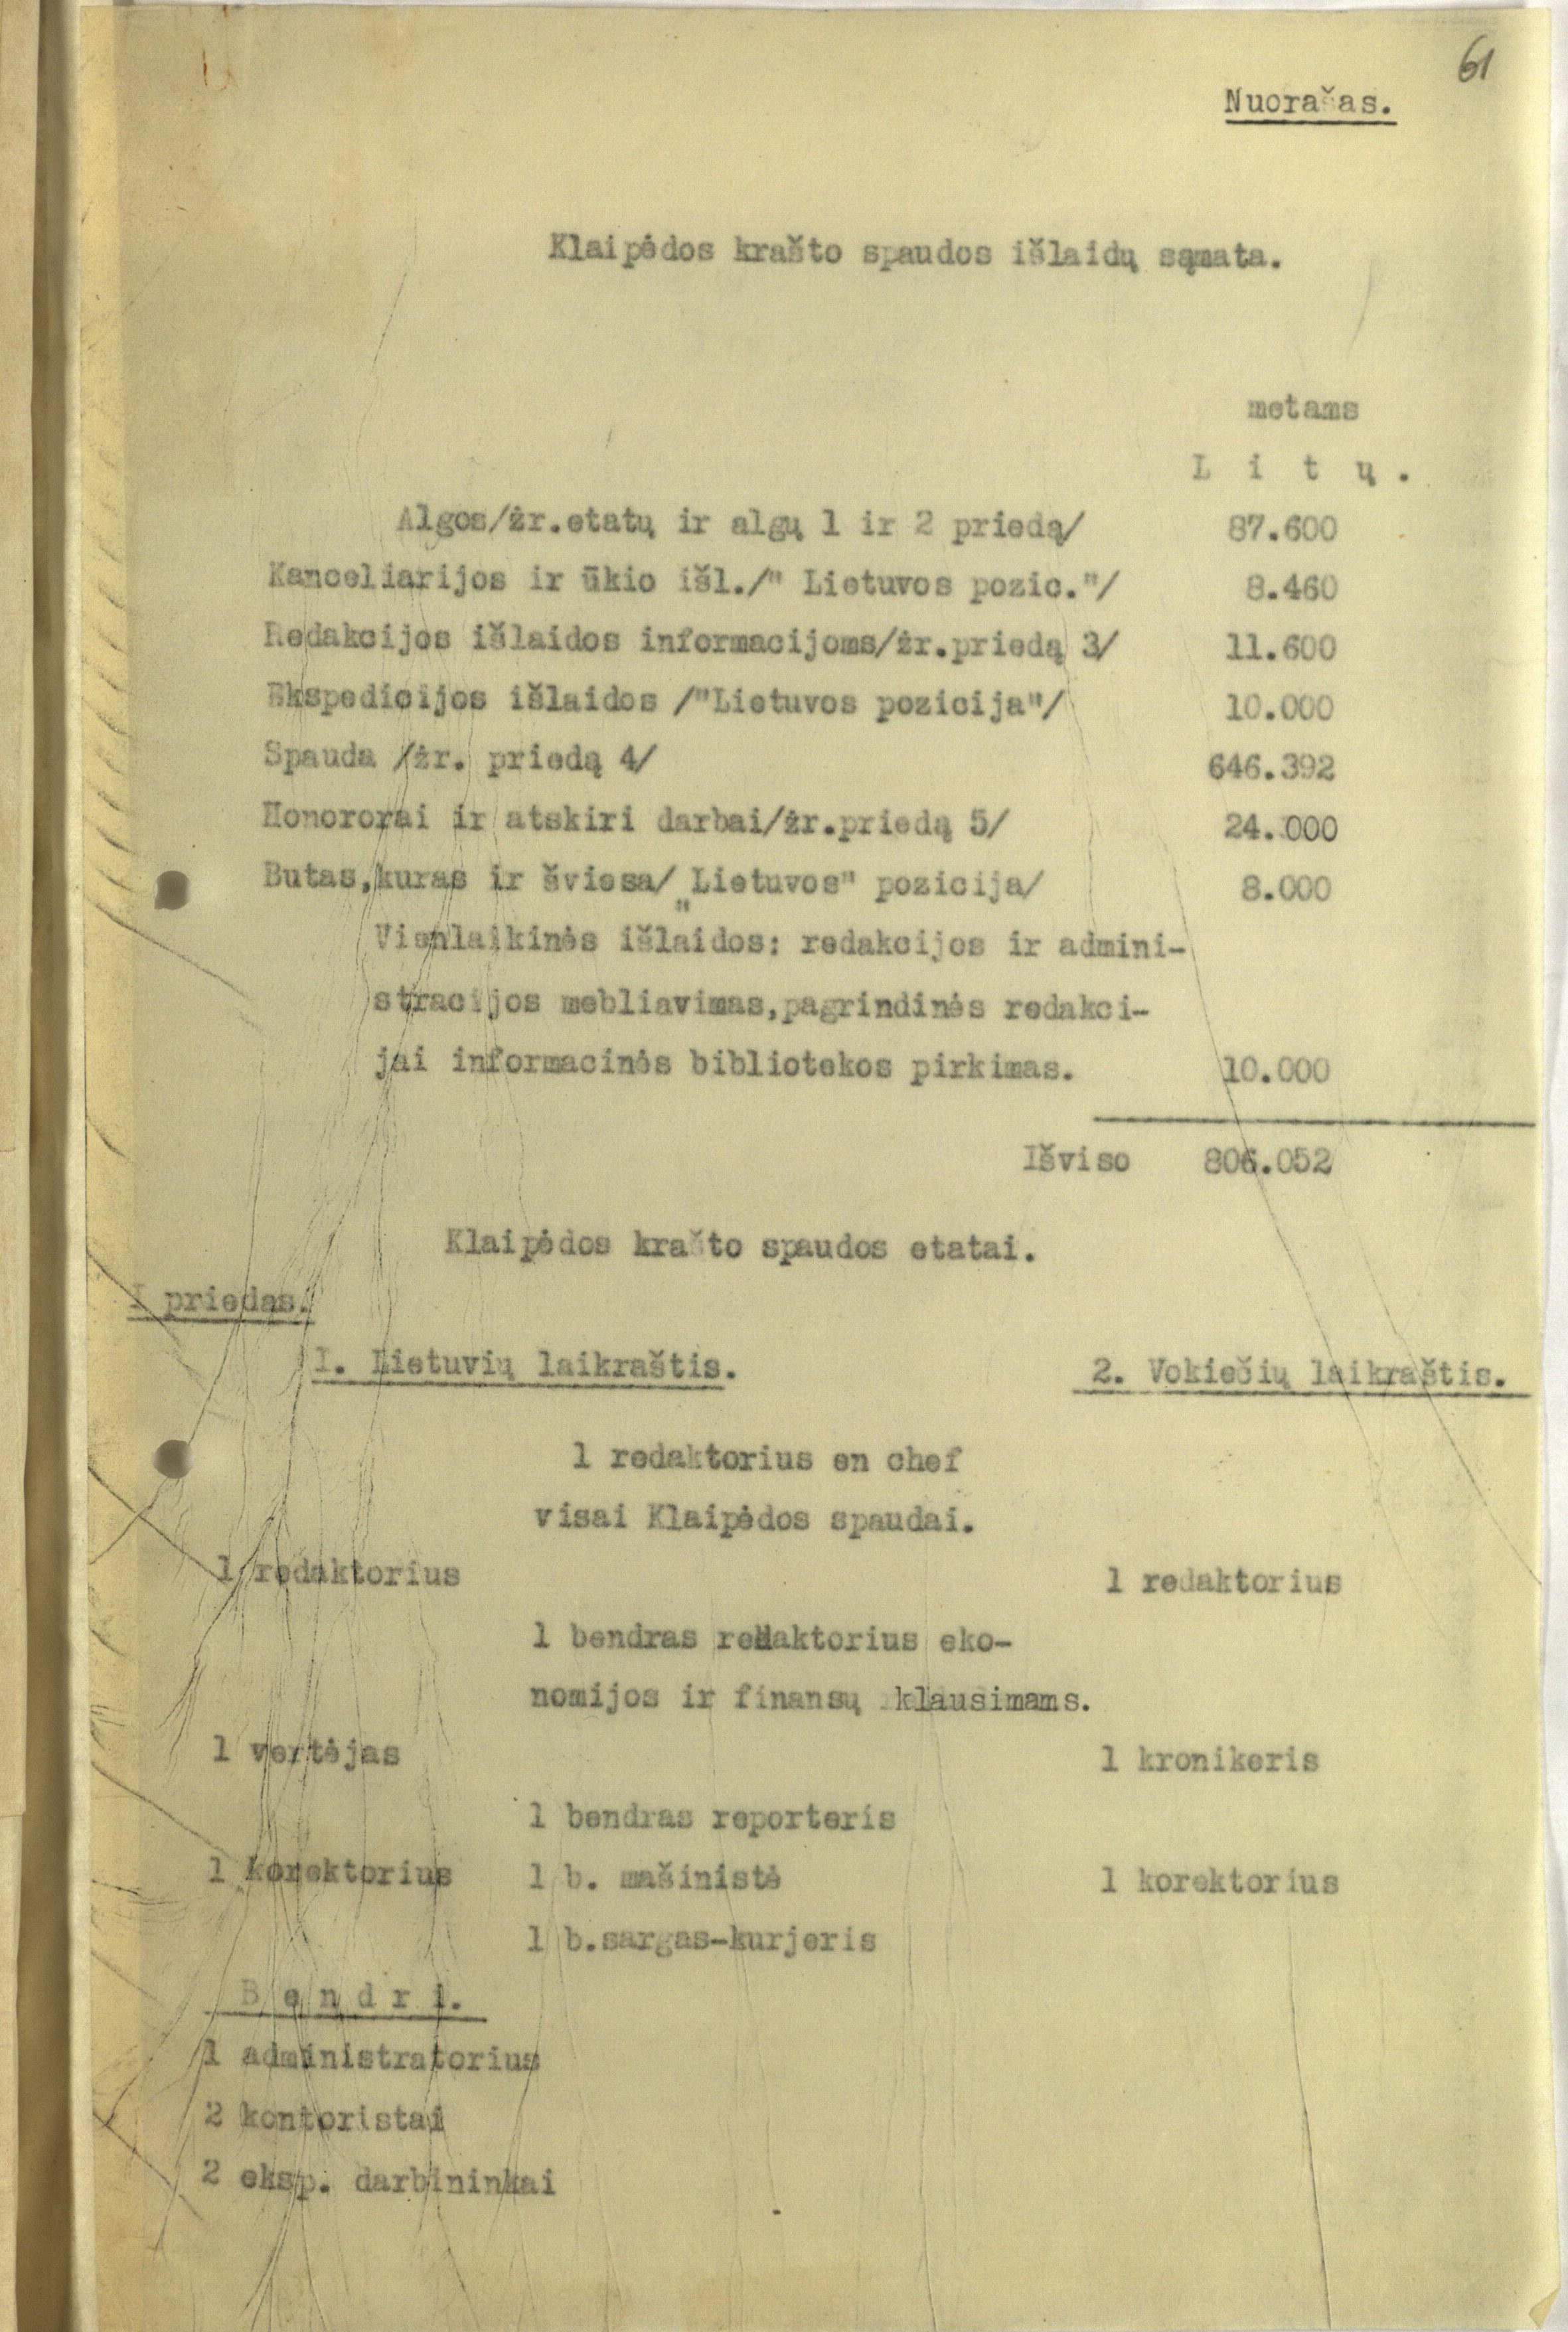 61
Nuorašas.
Klaipėdos krašto spaudos išlaidų sąmata.
metams
L i t ų .
Algos/žr.etatų ir algų 1 ir 2 priedą/ 87.600
Kanceliarijos ir ūkio išl./" Lietuvos pozic."/ 8.460
Redakcijos išlaidos informacijoms/žr.priedą 3/ 11.600
Ekspedicijos išlaidos /"Lietuvos pozicija"/ 10.000
Spauda /žr. priedą 4/ 646.392
Honororai ir atskiri darbai/žr.priedą 5/ 24.000
Butas,kuras ir šviesa/ "Lietuvos" pozicija/ 8.000
Vienlaikinės išlaidos: redakcijos ir admini-
stracijos mebliavimas,pagrindinės redakci-
jai informacinės bibliotekos pirkimas. 10.000
Išviso 806.052
Klaipėdos krašto spaudos etatai.
I priedas.
1. Lietuvių laikraštis. 2. Vokiečių laikraštis.
1 redaktorius en chef
visai Klaipėdos spaudai.
1 redaktorius 1 redaktorius
1 bendras redaktorius eko-
nomijos ir finansų klausimams.
1 vertėjas 1 kronikeris
1 bendras reporteris
1 korektorius 1 b. mašinistė 1 korektorius
1 b.sargas-kurjeris
B e n d r i.
1 administratorius
2 kontoristai
2 eksp. darbininkai